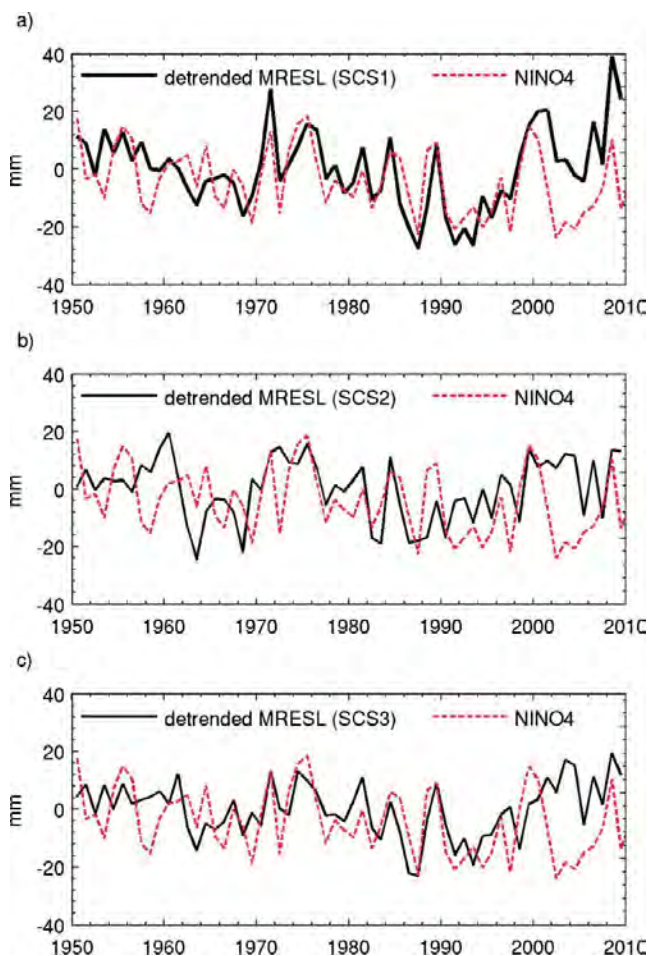 a)
40
detrended MRESL (SCS1) NINO4
20
mm
0
-20
-40
1950 1960 1970 1980 1990 2000 2010
b)
40
detrended MRESL (SCS2) NINO4
20
mm
0
-20
-40
1950 1960 1970 1980 1990 2000 2010
c)
40
detrended MRESL (SCS3) NINO4
20
mm
0
-20
-40
1950 1960 1970 1980 1990 2000 2010